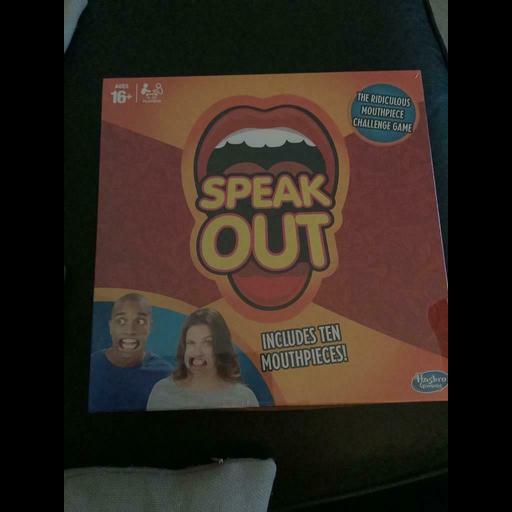 AGES
16+
THE RIDICULOUS
MOUTHPIECE
CHALLENGE GAME
SPEAK
OUT
INCLUDES TEN
MOUTHPIECES!
Hasbro
Gaming